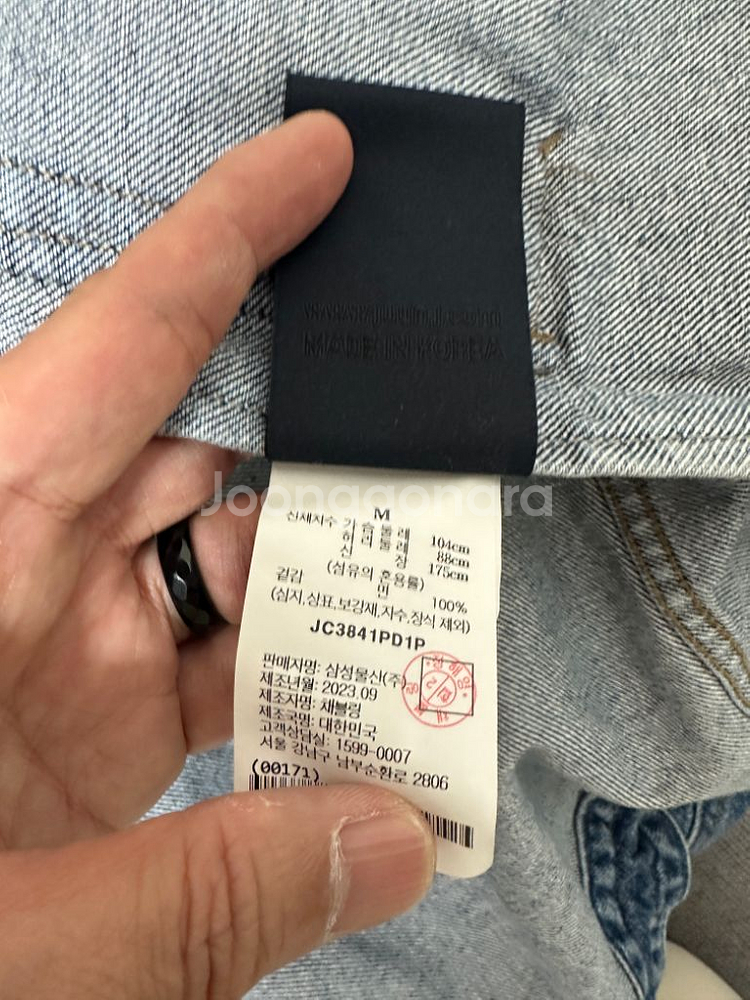 MADE IN KOREA
Joonggonara
M
신체치수 가 슴 둘 레 104cm
허 리 둘 레 88cm
신 장 175cm
(섬유의 혼용률)
겉감 면 100%
(심지,상표,보강재,자수,장식 제외)
JC3841PD1P
판매자명: 삼성물산(주)
제조년월: 2023.09
제조자명: 채블링
제조국명: 대한민국
고객상담실: 1599-0007
서울 강남구 남부순환로 2806
(00171)